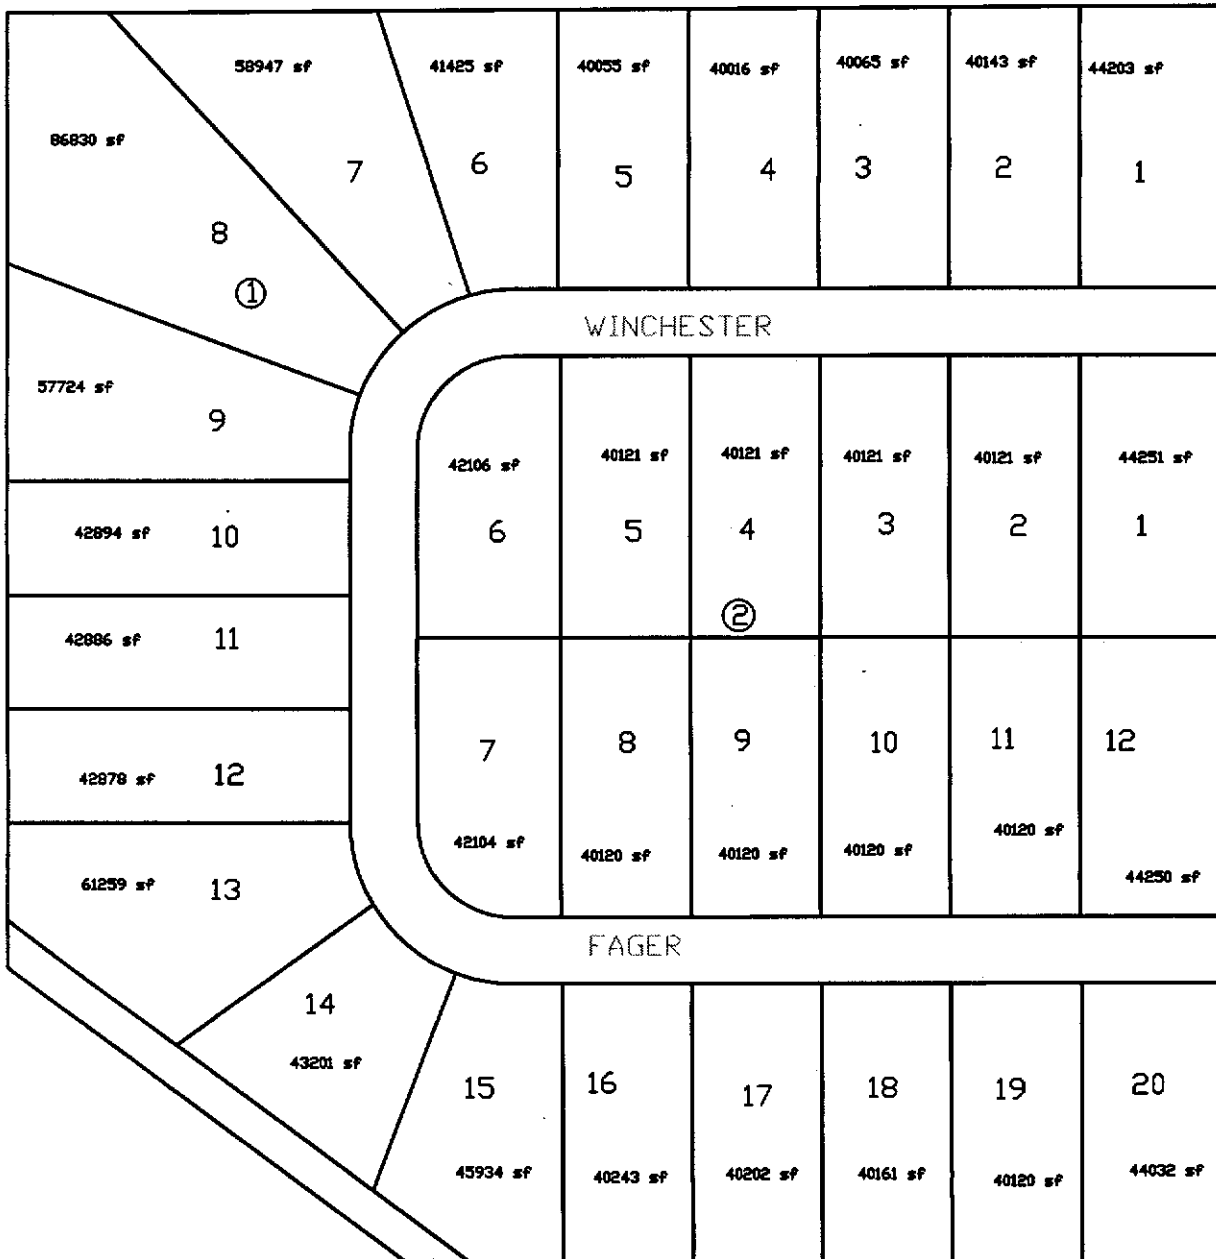 58947 sf
41425 sf
40055 sf
40016 sf
40065 sf
40143 sf
44203 sf
86830 sf
7
6
5
4
3
2
1
8
1
WINCHESTER
57724 sf
9
42106 sf
40121 sf
40121 sf
40121 sf
40121 sf
44251 sf
42894 sf
10
6
5
4
3
2
1
2
42886 sf
11
7
8
9
10
11
12
42878 sf
12
42104 sf
40120 sf
40120 sf
40120 sf
40120 sf
44250 sf
61259 sf
13
FAGER
14
43201 sf
15
16
17
18
19
20
45934 sf
40243 sf
40202 sf
40161 sf
40120 sf
44032 sf